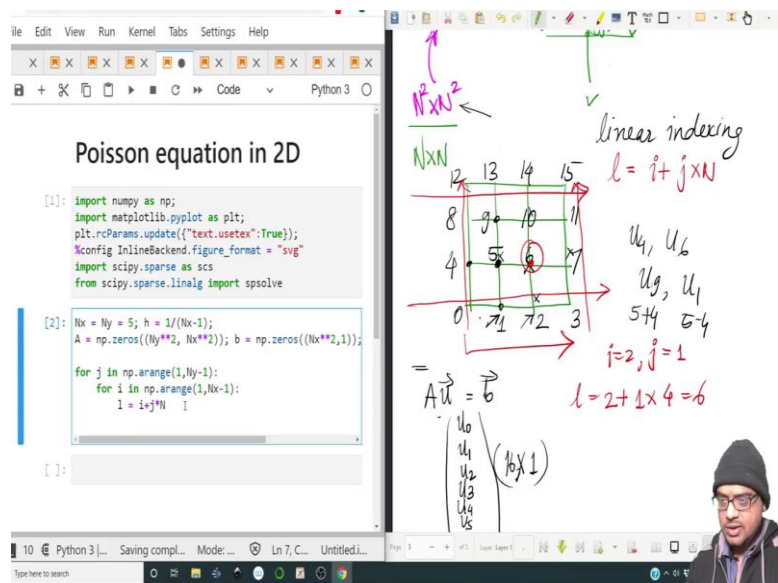 File Edit View Run Kernel Tabs Settings Help
Code
Python 3
Poisson equation in 2D
[1]: import numpy as np;
import matplotlib.pyplot as plt;
plt.rcParams.update({"text.usetex":True});
%config InlineBackend.figure_format = "svg"
import scipy.sparse as scs
from scipy.sparse.linalg import spsolve
[2]: Nx = Ny = 5; h = 1/(Nx-1);
A = np.zeros((Ny**2, Nx**2)); b = np.zeros((Nx**2,1));
for j in np.arange(1,Ny-1):
for i in np.arange(1,Nx-1):
l = i+j*N
[ ]:
10 Python 3 |... Saving compl... Mode: ... Ln 7, C... Untitled.i...
Type here to search
N²XN²
NXN
linear indexing
l = i+ j×N
12 13 14 15
8 9 10 11
4 5 6 7
0 1 2 3
U4, U6
U9, U1
5+4 5-4
i=2, j=1
l=2+1×4=6
Au⃗ = b⃗
U0
U1
U2
U3
U4
U5
(16X1)